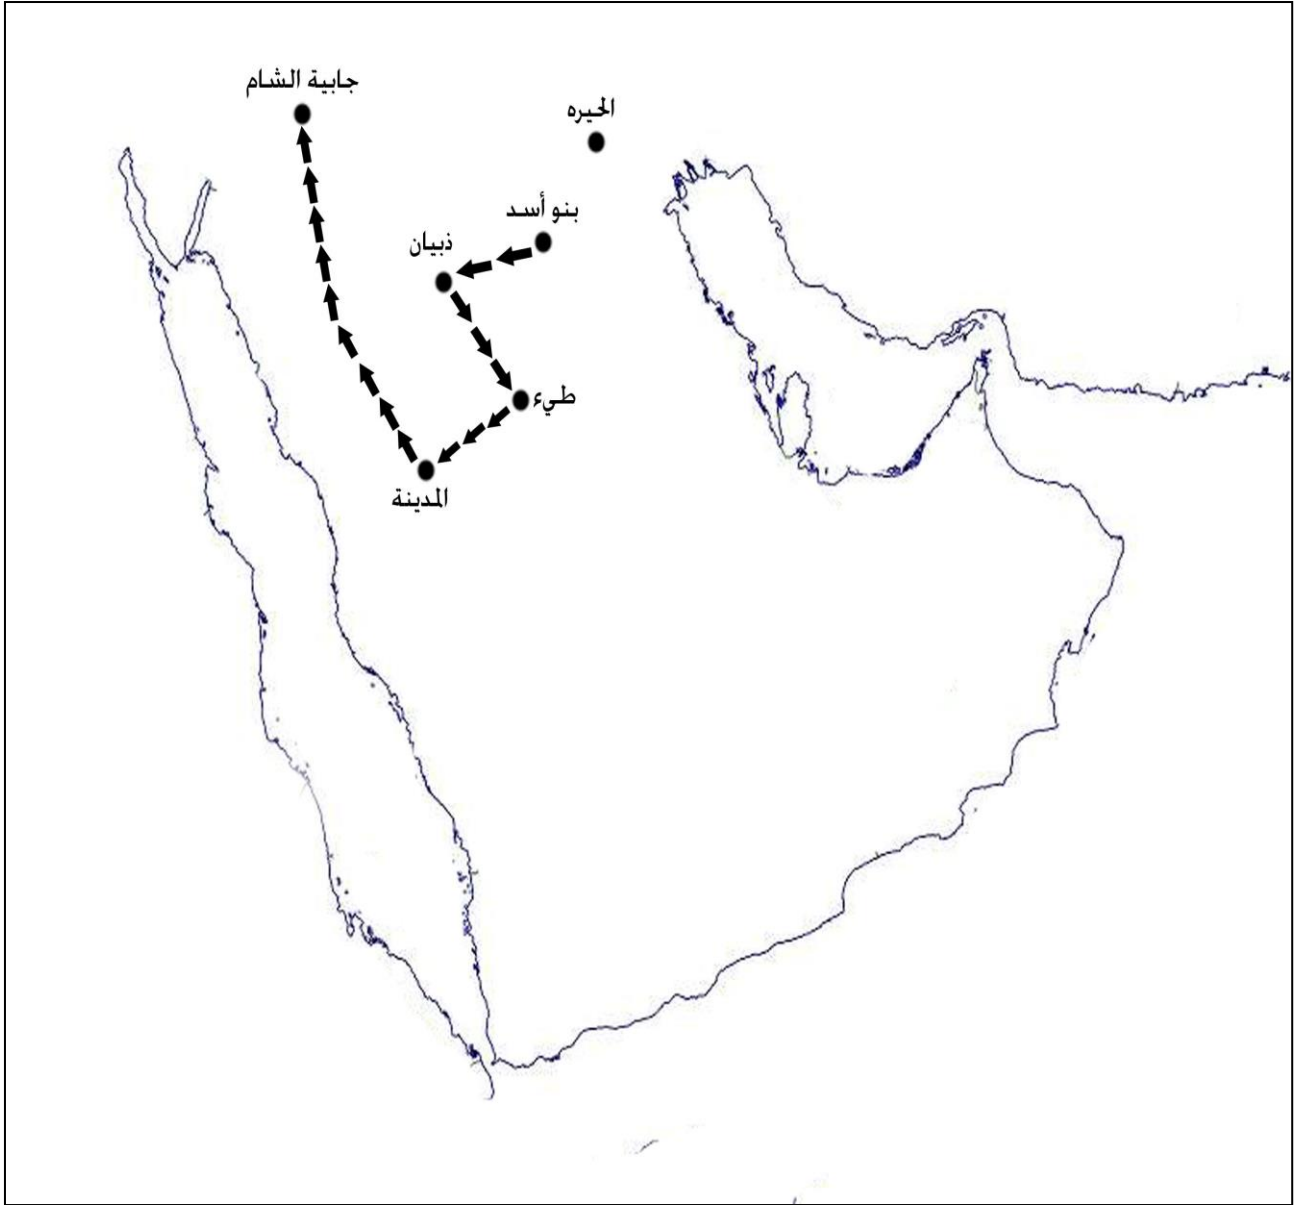 جابية الشام
الحيره
بنو أسد
ذبيان
طيء
المدينة